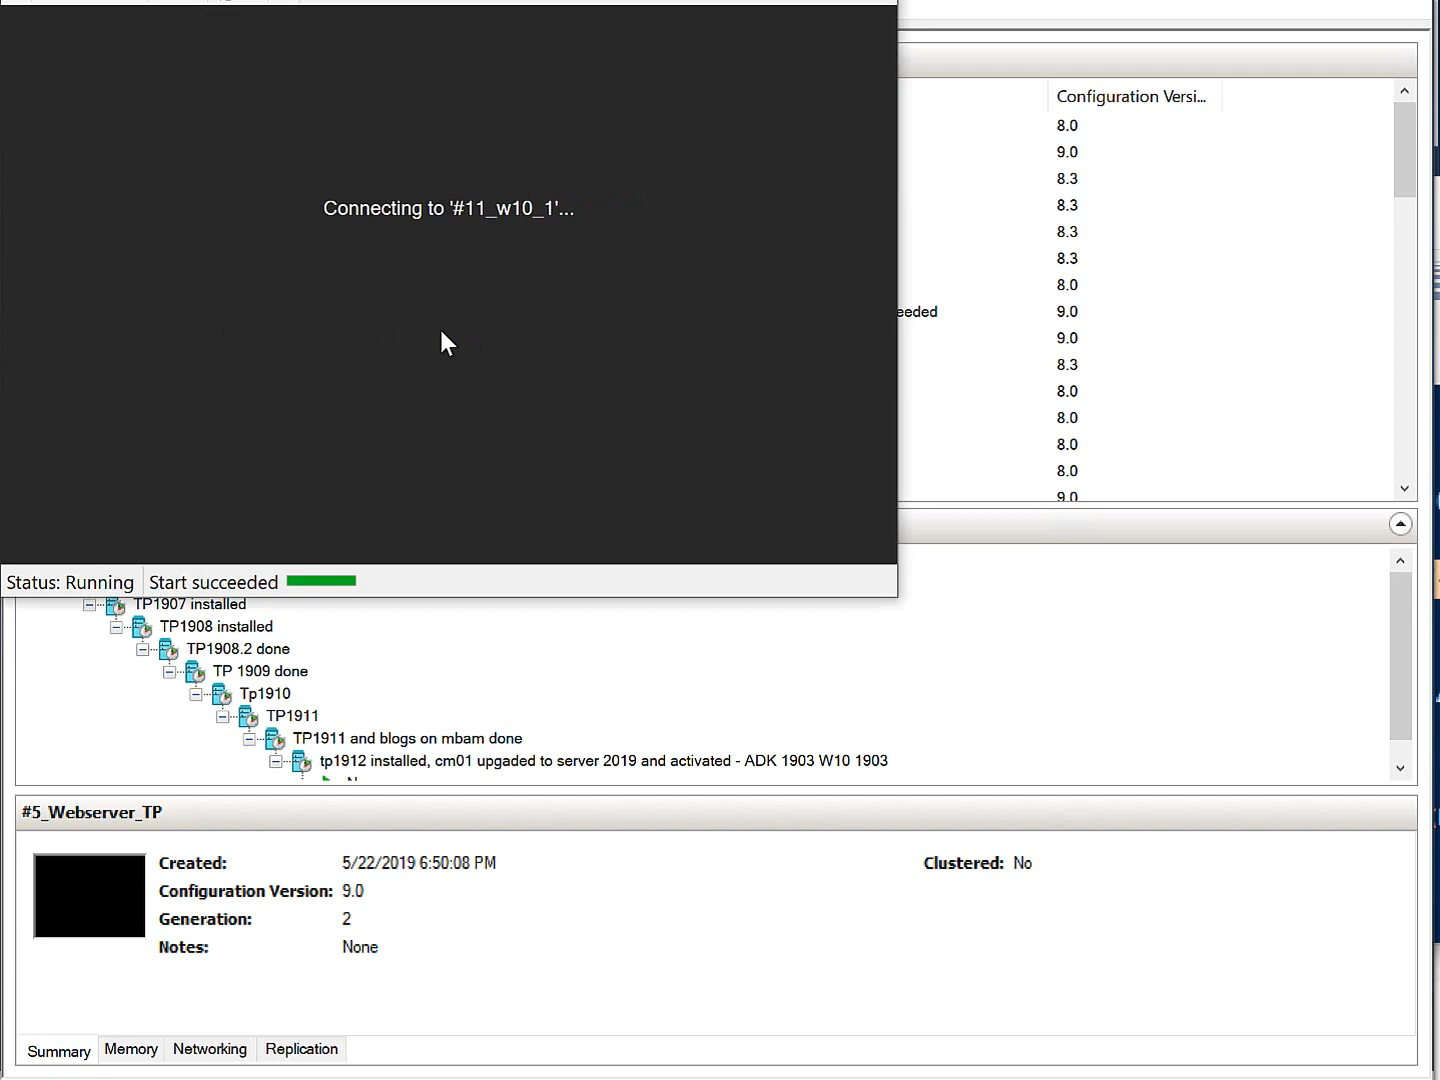 Configuration Versi...
8.0
9.0
8.3
8.3
8.3
8.3
8.0
eeded 9.0
9.0
8.3
8.0
8.0
8.0
8.0
9.0
Connecting to '#11_w10_1'...
Status: Running Start succeeded
TP1907 installed
TP1908 installed
TP1908.2 done
TP 1909 done
Tp1910
TP1911
TP1911 and blogs on mbam done
tp1912 installed, cm01 upgaded to server 2019 and activated - ADK 1903 W10 1903
#5_Webserver_TP
Created: 5/22/2019 6:50:08 PM Clustered: No
Configuration Version: 9.0
Generation: 2
Notes: None
Summary Memory Networking Replication